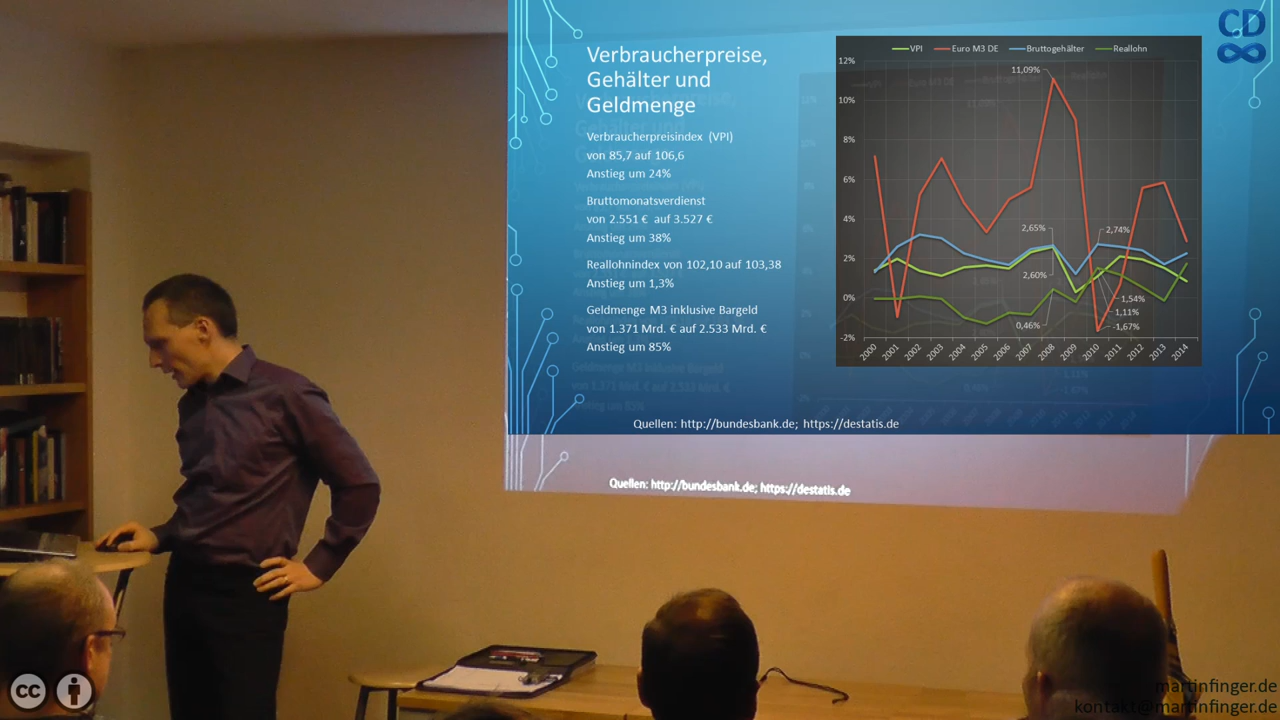 CD
Verbraucherpreise,
Gehälter und
Geldmenge
Verbraucherpreisindex (VPI)
von 85,7 auf 106,6
Anstieg um 24%
Bruttomonatsverdienst
von 2.551 € auf 3.527 €
Anstieg um 38%
Reallohnindex von 102,10 auf 103,38
Anstieg um 1,3%
Geldmenge M3 inklusive Bargeld
von 1.371 Mrd. € auf 2.533 Mrd. €
Anstieg um 85%
VPI Euro M3 DE Bruttogehälter Reallohn
12%
10%
8%
6%
4%
2%
0%
-2%
11,09%
2,65%
2,74%
2,60%
1,54%
1,11%
0,46%
-1,67%
2000 2001 2002 2003 2004 2005 2006 2007 2008 2009 2010 2011 2012 2013 2014
Quellen: http://bundesbank.de; https://destatis.de
Quellen: http://bundesbank.de; https://destatis.de
cc
martinfinger.de
kontakt@martinfinger.de